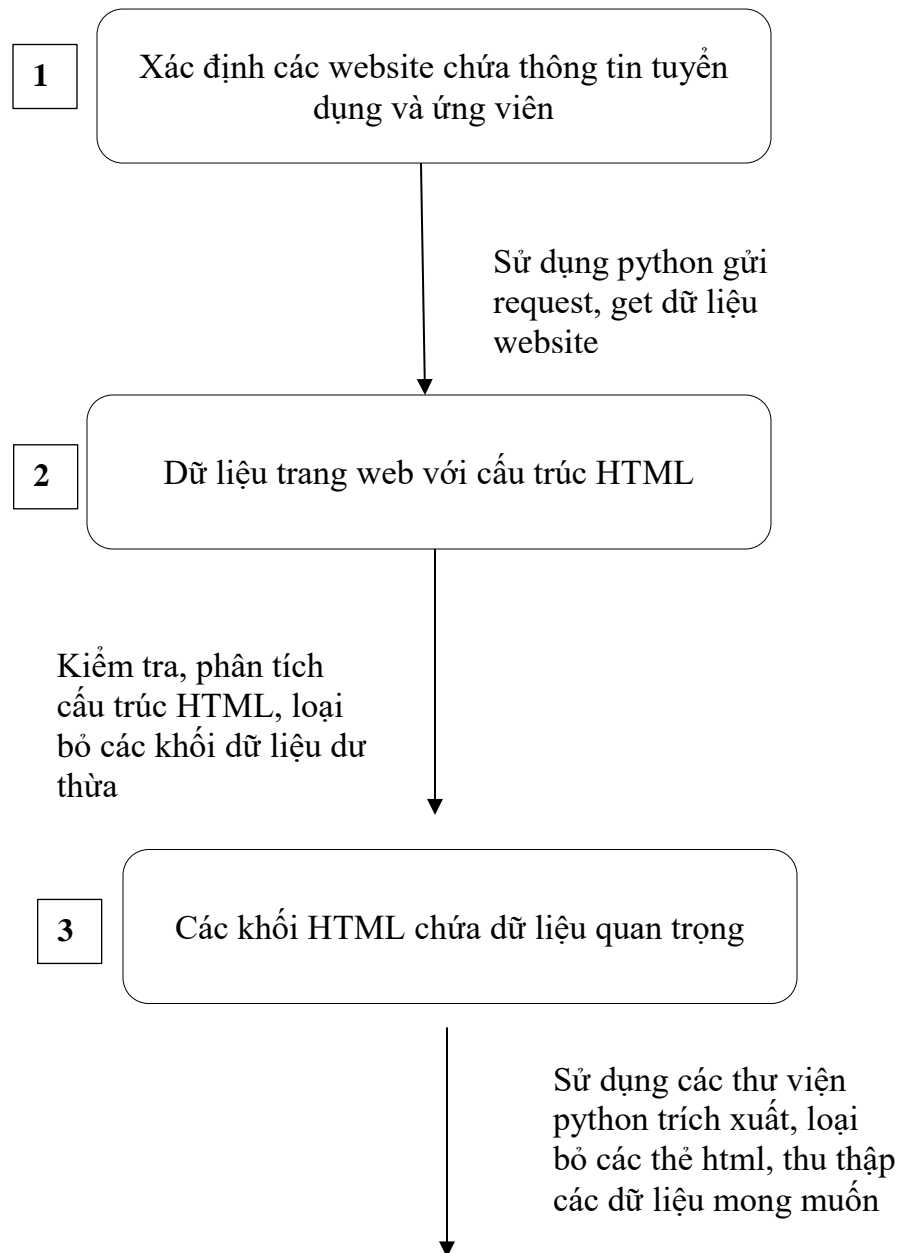 1
Xác định các website chứa thông tin tuyển
dụng và ứng viên
Sử dụng python gửi
request, get dữ liệu
website
2
Dữ liệu trang web với cấu trúc HTML
Kiểm tra, phân tích
cấu trúc HTML, loại
bỏ các khối dữ liệu dư
thừa
3
Các khối HTML chứa dữ liệu quan trọng
Sử dụng các thư viện
python trích xuất, loại
bỏ các thẻ html, thu thập
các dữ liệu mong muốn